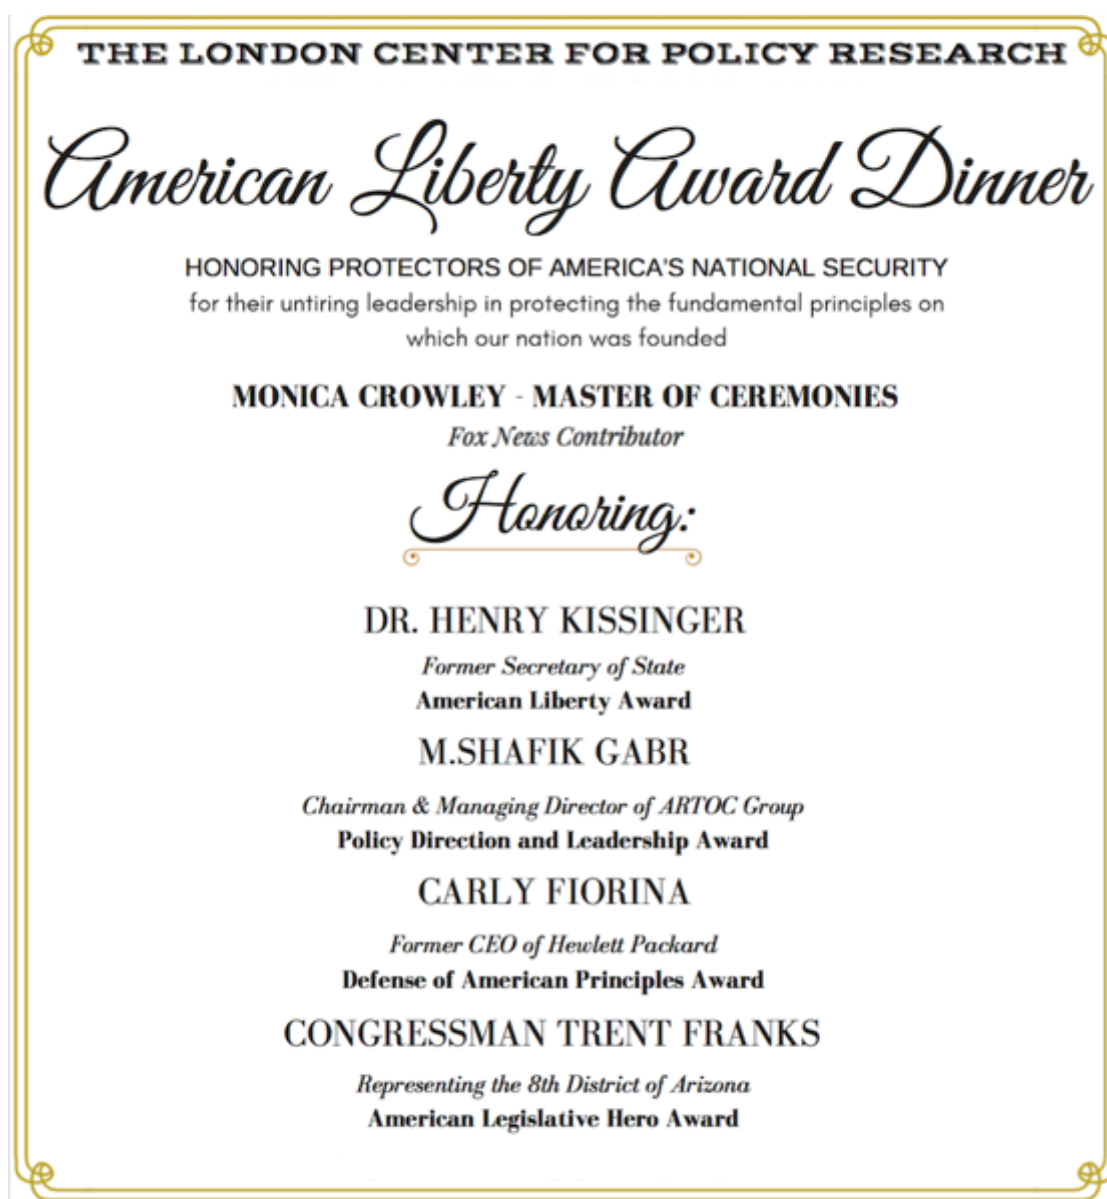 THE LONDON CENTER FOR POLICY RESEARCH
American Liberty Award Dinner
HONORING PROTECTORS OF AMERICA'S NATIONAL SECURITY
for their untiring leadership in protecting the fundamental principles on
which our nation was founded
MONICA CROWLEY - MASTER OF CEREMONIES
Fox News Contributor
Honoring:
DR. HENRY KISSINGER
Former Secretary of State
American Liberty Award
M.SHAFIK GABR
Chairman & Managing Director of ARTOC Group
Policy Direction and Leadership Award
CARLY FIORINA
Former CEO of Hewlett Packard
Defense of American Principles Award
CONGRESSMAN TRENT FRANKS
Representing the 8th District of Arizona
American Legislative Hero Award